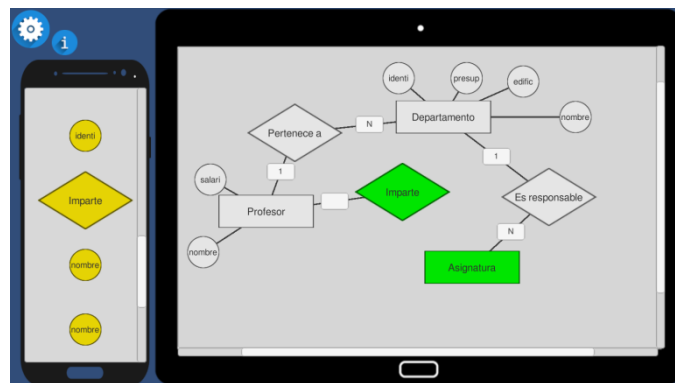 i
identi
Imparte
nombre
nombre
identi
presup
edific
Departamento
nombre
N
Pertenece a
1
1
salari
Profesor
Imparte
Es responsable
nombre
N
Asignatura